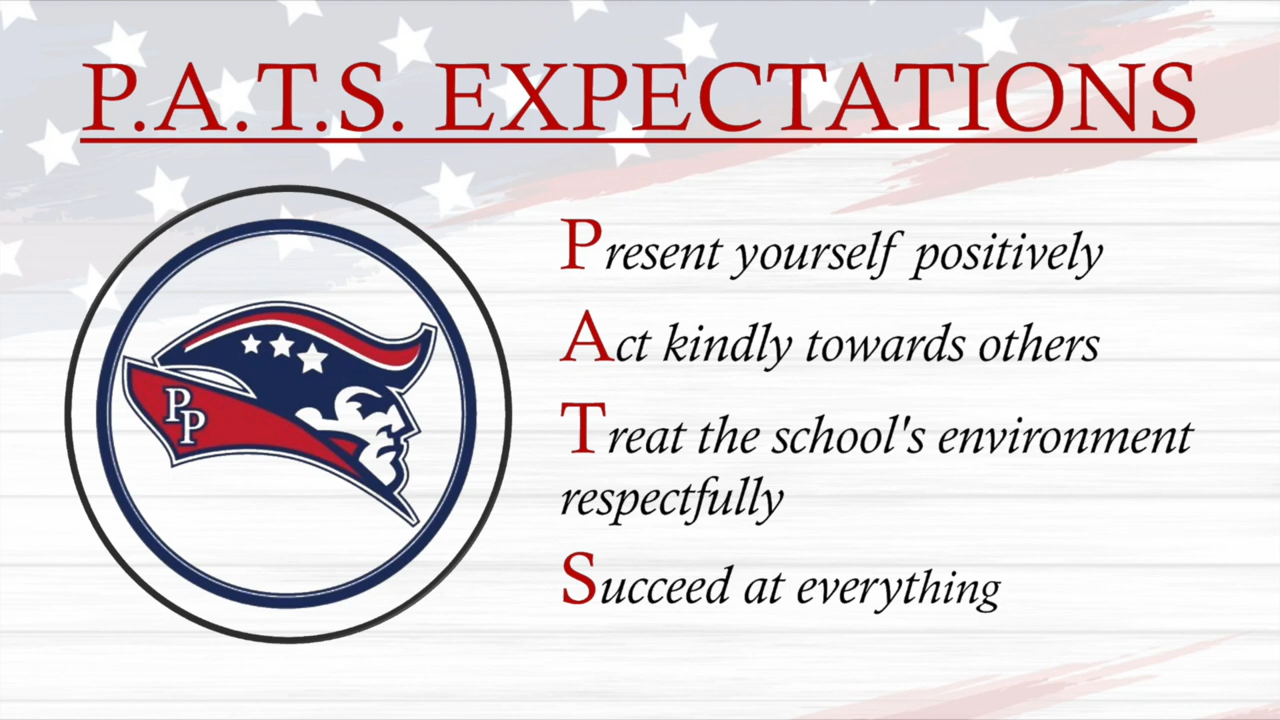 P.A.T.S. EXPECTATIONS
Present yourself positively
Act kindly towards others
Treat the school's environment
respectfully
Succeed at everything
PP